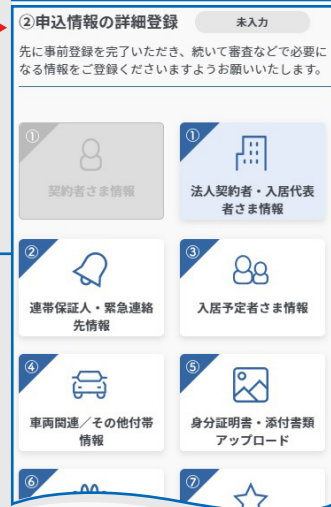 ②申込情報の詳細登録 未入力
先に事前登録を完了いただき、続いて審査などで必要に
なる情報をご登録くださいますようお願いいたします。
① ①
契約者さま情報 法人契約者・入居代表
者さま情報
② ③
連帯保証人・緊急連絡 入居予定者さま情報
先情報
④ ⑤
車両関連／その他付帯 身分証明書・添付書類
情報 アップロード
⑥ ⑦